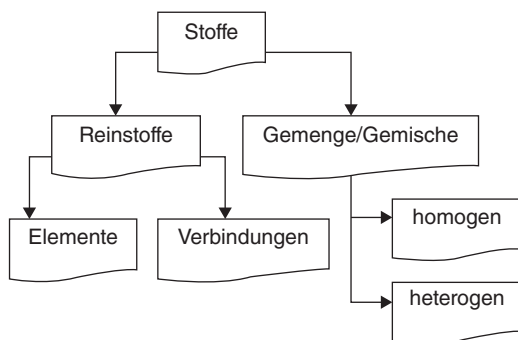 Stoffe
Reinstoffe
Gemenge/Gemische
Elemente
Verbindungen
homogen
heterogen